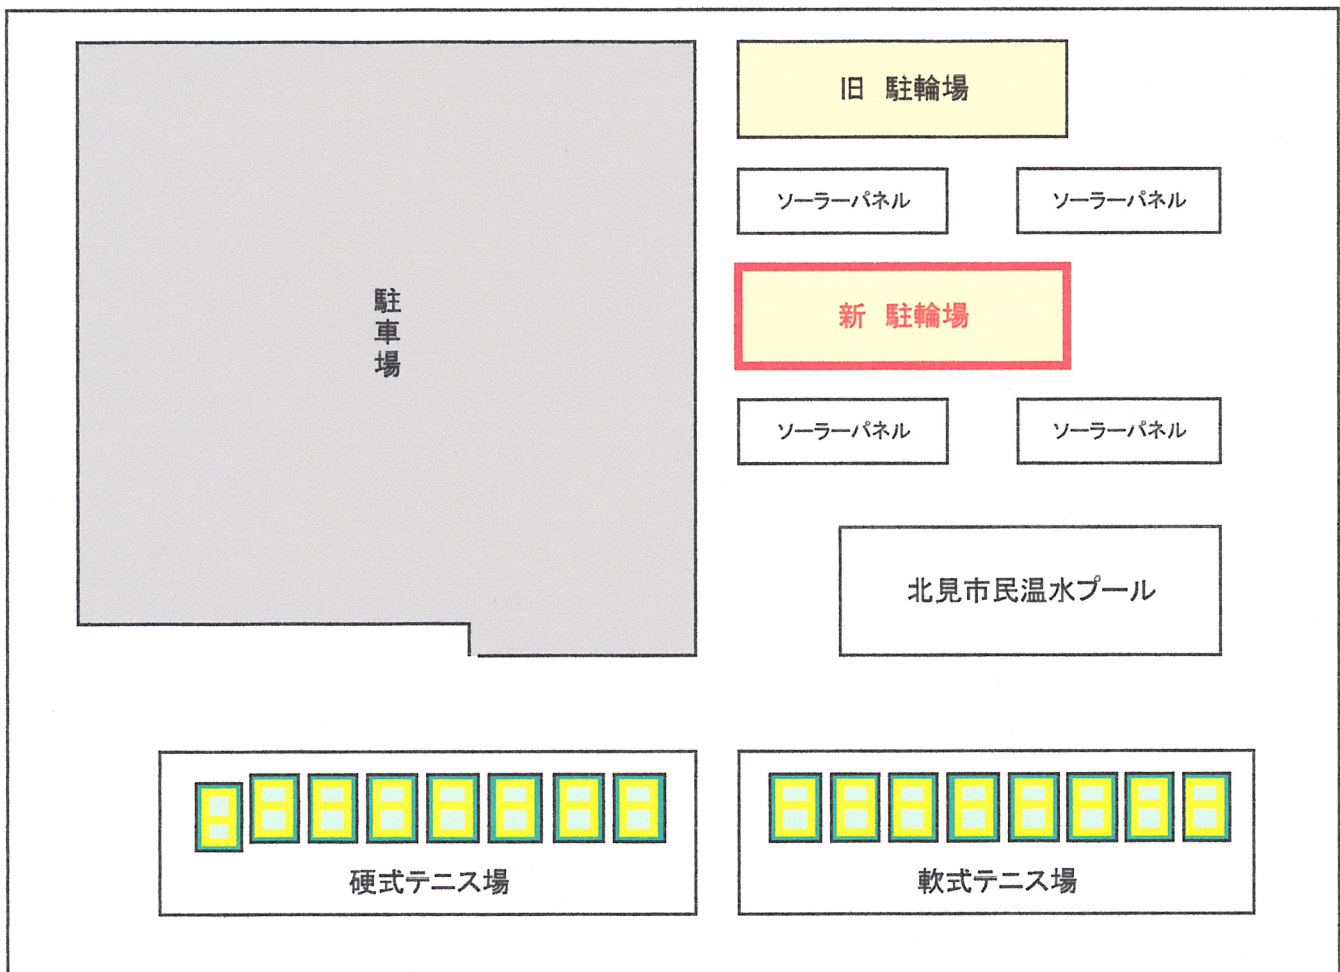 旧 駐輪場
ソーラーパネル
ソーラーパネル
駐車場
新 駐輪場
ソーラーパネル
ソーラーパネル
北見市民温水プール
硬式テニス場
軟式テニス場